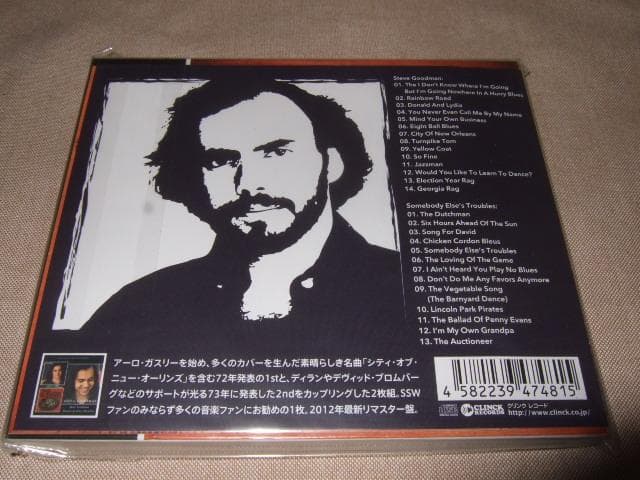 Steve Goodman:
01. The I Don't Know Where I'm Going
But I'm Going Nowhere In A Hurry Blues
02. Rainbow Road
03. Donald And Lydia
04. You Never Even Call Me By My Name
05. Mind Your Own Business
06. Eight Ball Blues
07. City Of New Orleans
08. Turnpike Tom
09. Yellow Coat
10. So Fine
11. Jazzman
12. Would You Like To Learn To Dance?
13. Election Year Rag
14. Georgia Rag
Somebody Else's Troubles:
01. The Dutchman
02. Six Hours Ahead Of The Sun
03. Song For David
04. Chicken Cordon Bleus
05. Somebody Else's Troubles
06. The Loving Of The Game
07. I Ain't Heard You Play No Blues
08. Don't Do Me Any Favors Anymore
09. The Vegetable Song
(The Barnyard Dance)
10. Lincoln Park Pirates
11. The Ballad Of Penny Evans
12. I'm My Own Grandpa
13. The Auctioneer
アーロ・ガスリーを始め、多くのカバーを生んだ素晴らしき名曲「シティ・オブ・
ニュー・オーリンズ」を含む72年発表の1stと、ディランやデヴィッド・ブロムバー
グなどのサポートが光る73年に発表した2ndをカップリングした2枚組。SSW
ファンのみならず多くの音楽ファンにお勧めの1枚。2012年最新リマスター盤。
4 582239 474815
CLINCK
RECORDS
クリンク レコード
http://www.clinck.co.jp/